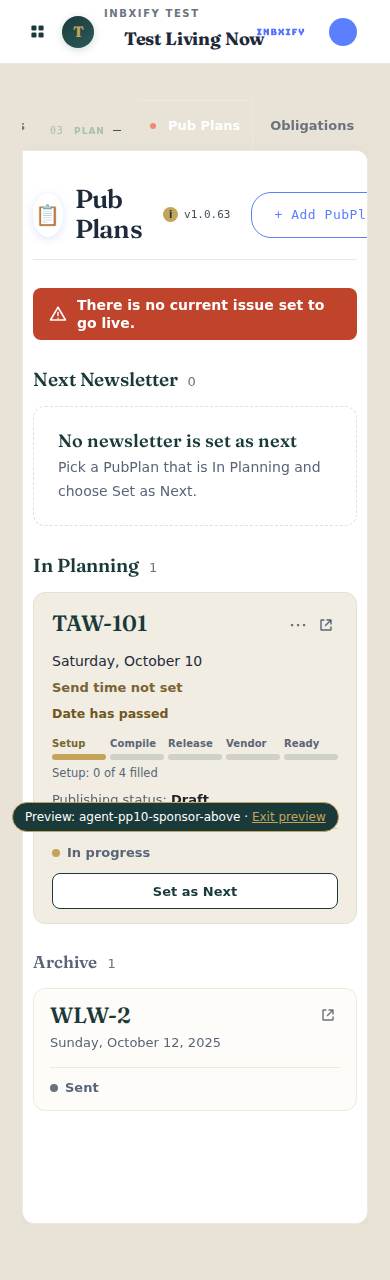 INBXIFY TEST
T
Test Living Now
INBXIFY
03 PLAN —
Pub Plans
Obligations
📋
Pub
Plans
i v1.0.63
+ Add PubPl
There is no current issue set to
go live.
Next Newsletter 0
No newsletter is set as next
Pick a PubPlan that is In Planning and
choose Set as Next.
In Planning 1
TAW-101
···
Saturday, October 10
Send time not set
Date has passed
Setup Compile Release Vendor Ready
Setup: 0 of 4 filled
Publishing status: Draft
Preview: agent-pp10-sponsor-above · Exit preview
In progress
Set as Next
Archive 1
WLW-2
Sunday, October 12, 2025
Sent